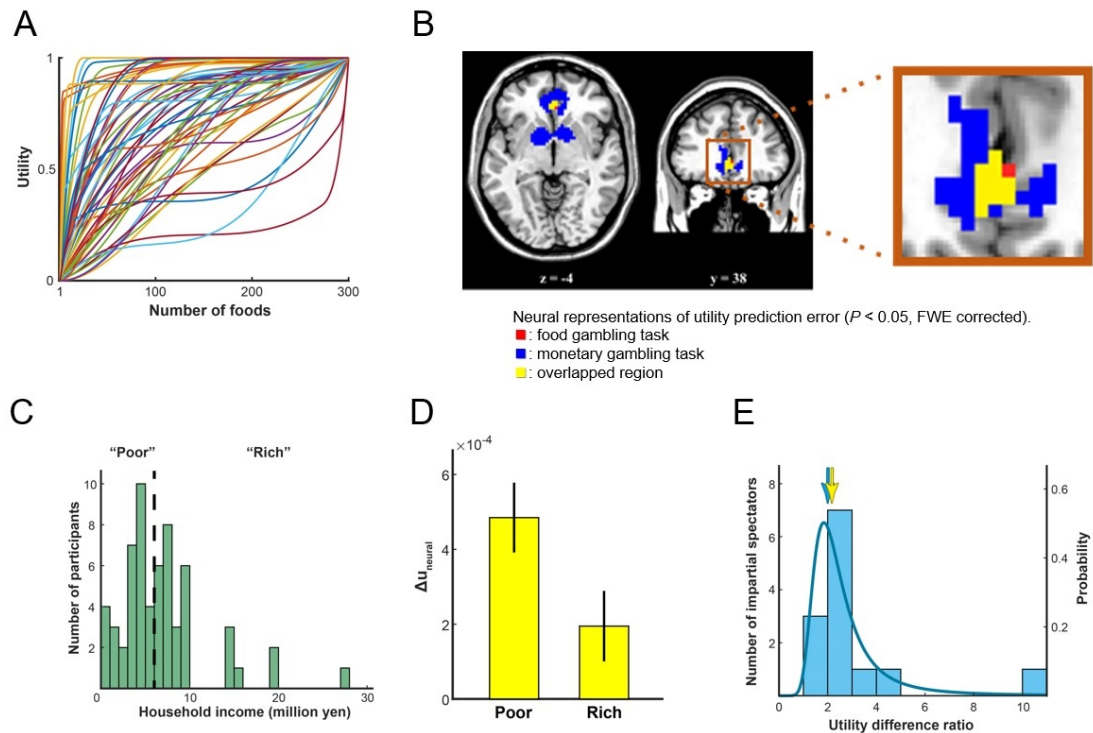 A
1
0.5
0
Utility
1
100
200
300
Number of foods
B
z = -4
y = 38
Neural representations of utility prediction error (P < 0.05, FWE corrected).
: food gambling task
: monetary gambling task
: overlapped region
C
“Poor”
“Rich”
10
8
6
4
2
Number of participants
0
10
20
30
Household income (million yen)
D
×10⁻⁴
6
4
2
0
Δuneural
Poor
Rich
E
8
6
4
2
Number of impartial spectators
0.6
0.4
0.2
Probability
0
2
4
6
8
10
Utility difference ratio